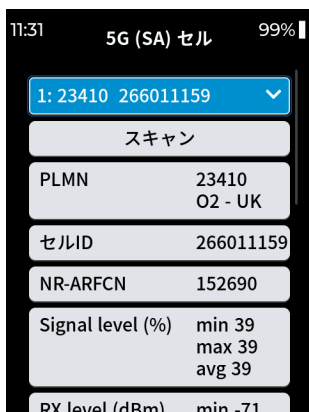 11:31 5G (SA) セル 99%
1: 23410 266011159
スキャン
PLMN 23410
O2 - UK
セルID 266011159
NR-ARFCN 152690
Signal level (%) min 39
max 39
avg 39
RX level (dBm) min -71